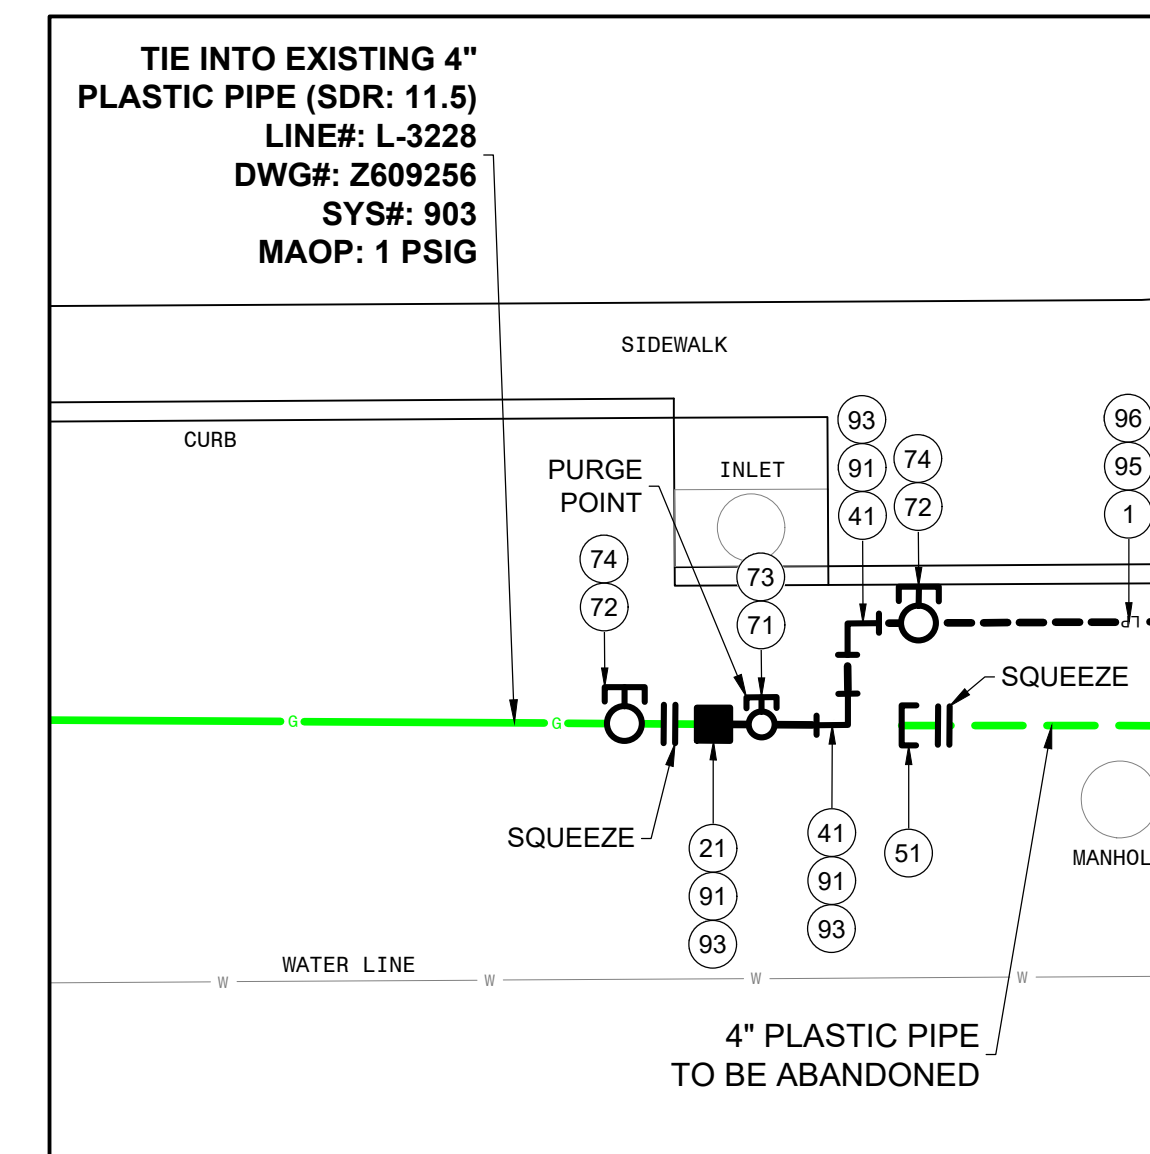 TIE INTO EXISTING 4"
PLASTIC PIPE (SDR: 11.5)
LINE#: L-3228
DWG#: Z609256
SYS#: 903
MAOP: 1 PSIG
SIDEWALK
CURB
PURGE
POINT
INLET
93
91
41
74
72
96
95
1
74
72
73
71
SQUEEZE
G
G
SQUEEZE
21
91
93
41
91
93
51
MANHOL
WATER LINE
W
W
W
W
4" PLASTIC PIPE
TO BE ABANDONED